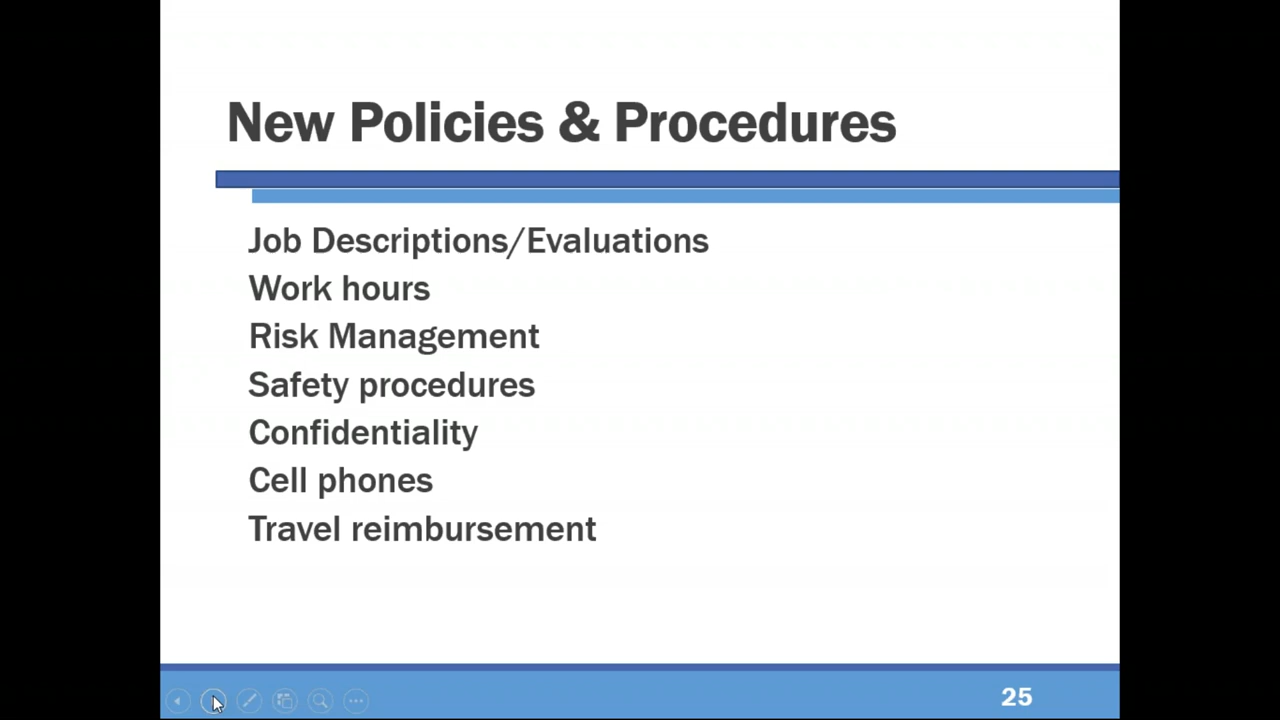 New Policies & Procedures
Job Descriptions/Evaluations
Work hours
Risk Management
Safety procedures
Confidentiality
Cell phones
Travel reimbursement
25